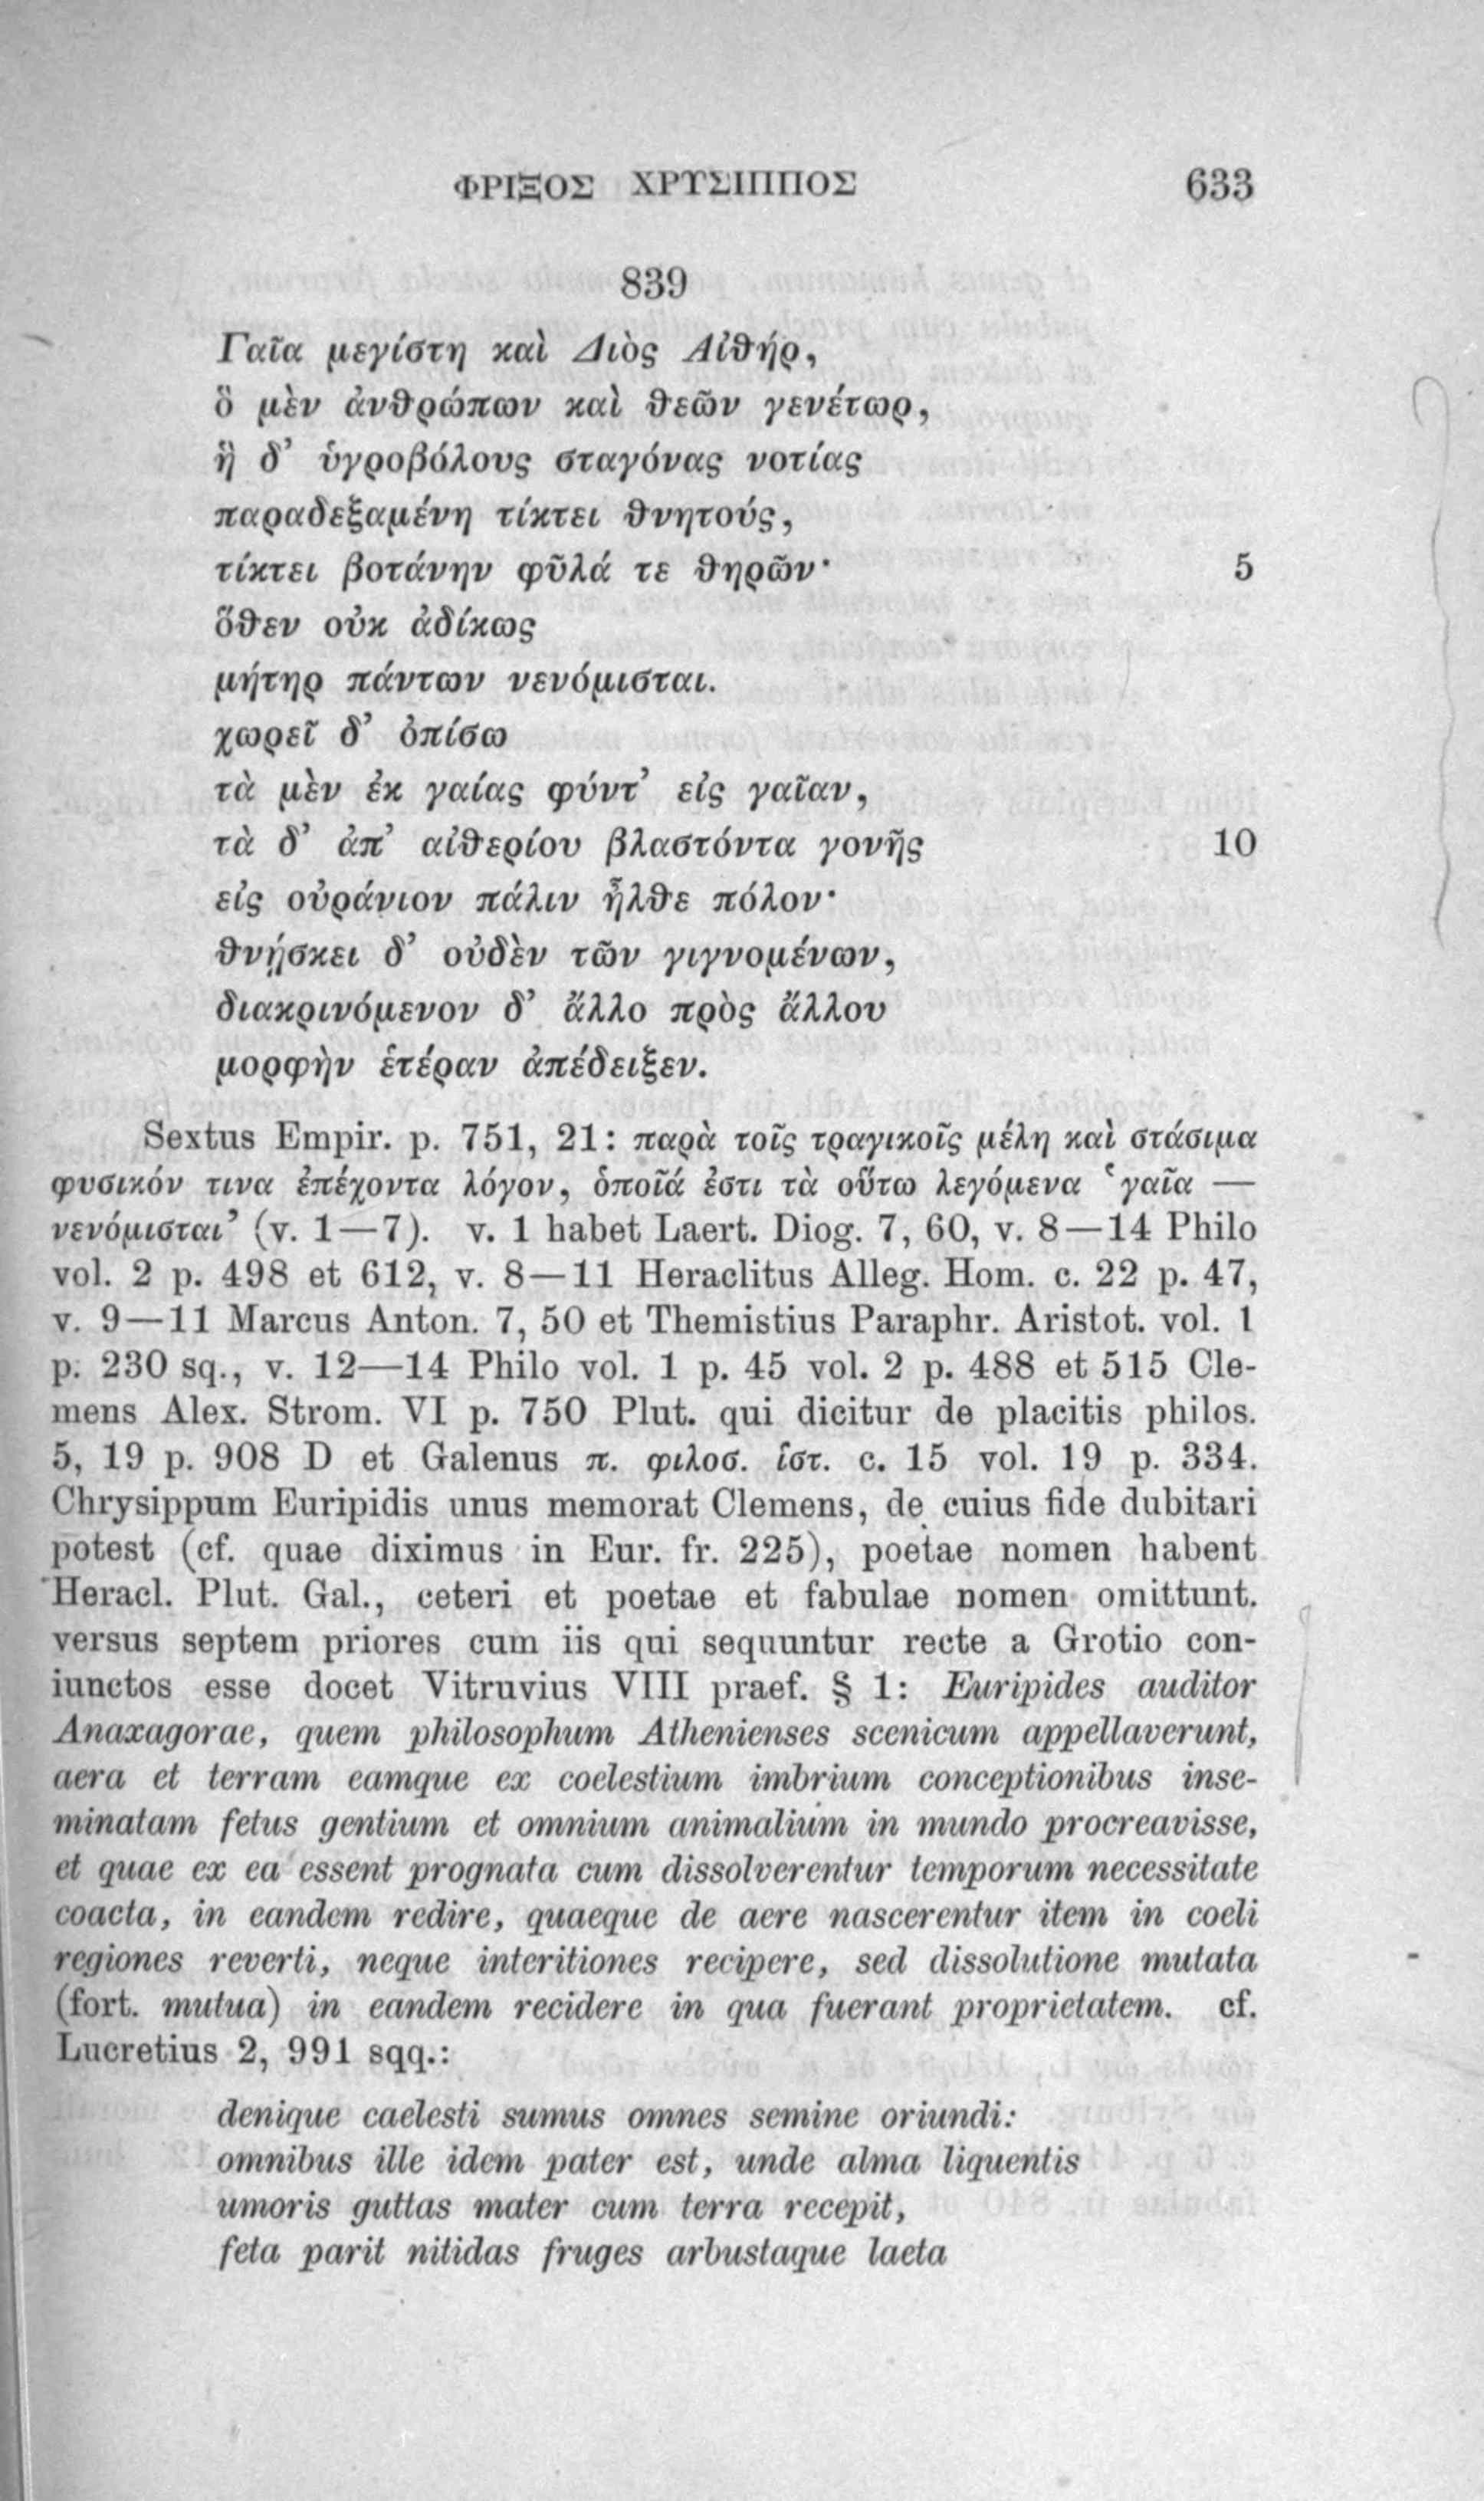 ΦΡΙΞΟΣ ΧΡΥΣΙΠΠΟΣ 633
839
Γαῖα μεγίστη καὶ Διὸς Αἰθήρ,
ὃ μὲν ἀνθρώπων καὶ θεῶν γενέτωρ,
ἣ δ’ ὑγροβόλους σταγόνας νοτίας
παραδεξαμένη τίκτει θνητούς,
τίκτει βοτάνην φῦλά τε θηρῶν· 5
ὅθεν οὐκ ἀδίκως
μήτηρ πάντων νενόμισται.
χωρεῖ δ’ ὀπίσω
τὰ μὲν ἐκ γαίας φύντ’ εἰς γαῖαν,
τὰ δ’ ἀπ’ αἰθερίου βλαστόντα γονῆς 10
εἰς οὐράνιον πάλιν ἦλθε πόλον·
θνῄσκει δ’ οὐδὲν τῶν γιγνομένων,
διακρινόμενον δ’ ἄλλο πρὸς ἄλλου
μορφὴν ἑτέραν ἀπέδειξεν.
Sextus Empir. p. 751, 21: παρὰ τοῖς τραγικοῖς μέλη καὶ στάσιμα
φυσικόν τινα ἐπέχοντα λόγον, ὁποῖά ἐστι τὰ οὕτω λεγόμενα ‘γαῖα —
νενόμισται’ (v. 1—7). v. 1 habet Laert. Diog. 7, 60, v. 8—14 Philo
vol. 2 p. 498 et 612, v. 8—11 Heraclitus Alleg. Hom. c. 22 p. 47,
v. 9—11 Marcus Anton. 7, 50 et Themistius Paraphr. Aristot. vol. 1
p. 230 sq., v. 12—14 Philo vol. 1 p. 45 vol. 2 p. 488 et 515 Cle-
mens Alex. Strom. VI p. 750 Plut. qui dicitur de placitis philos.
5, 19 p. 908 D et Galenus π. φιλοσ. ἱστ. c. 15 vol. 19 p. 334.
Chrysippum Euripidis unus memorat Clemens, de cuius fide dubitari
potest (cf. quae diximus in Eur. fr. 225), poetae nomen habent
Heracl. Plut. Gal., ceteri et poetae et fabulae nomen omittunt.
versus septem priores cum iis qui sequuntur recte a Grotio con-
iunctos esse docet Vitruvius VIII praef. § 1: Euripides auditor
Anaxagorae, quem philosophum Athenienses scenicum appellaverunt,
aera et terram eamque ex coelestium imbrium conceptionibus inse-
minatam fetus gentium et omnium animalium in mundo procreavisse,
et quae ex ea essent prognata cum dissolverentur temporum necessitate
coacta, in eandem redire, quaeque de aere nascerentur item in coeli
regiones reverti, neque interitiones recipere, sed dissolutione mutata
(fort. mutua) in eandem recidere in qua fuerant proprietatem. cf.
Lucretius 2, 991 sqq.:
denique caelesti sumus omnes semine oriundi:
omnibus ille idem pater est, unde alma liquentis
umoris guttas mater cum terra recepit,
feta parit nitidas fruges arbustaque laeta